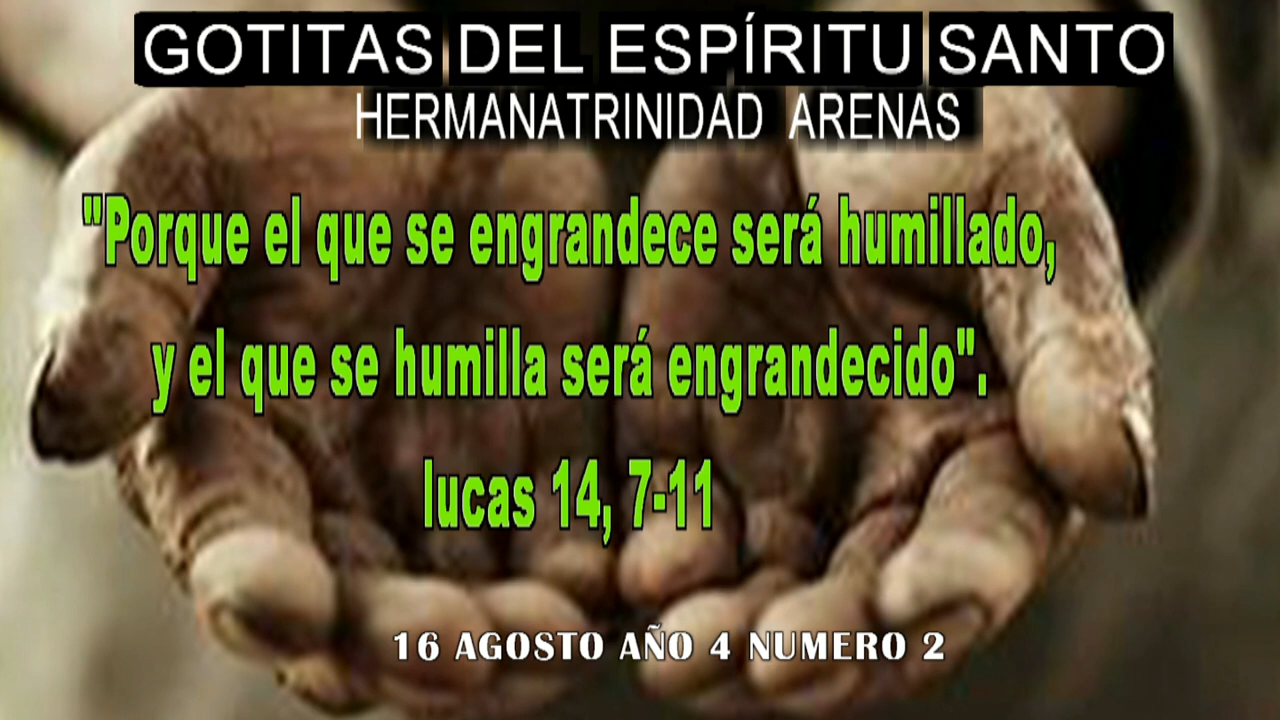 GOTITAS DEL ESPÍRITU SANTO
HERMANATRINIDAD ARENAS
"Porque el que se engrandece será humillado,
y el que se humilla será engrandecido".
lucas 14, 7-11
16 AGOSTO AÑO 4 NUMERO 2